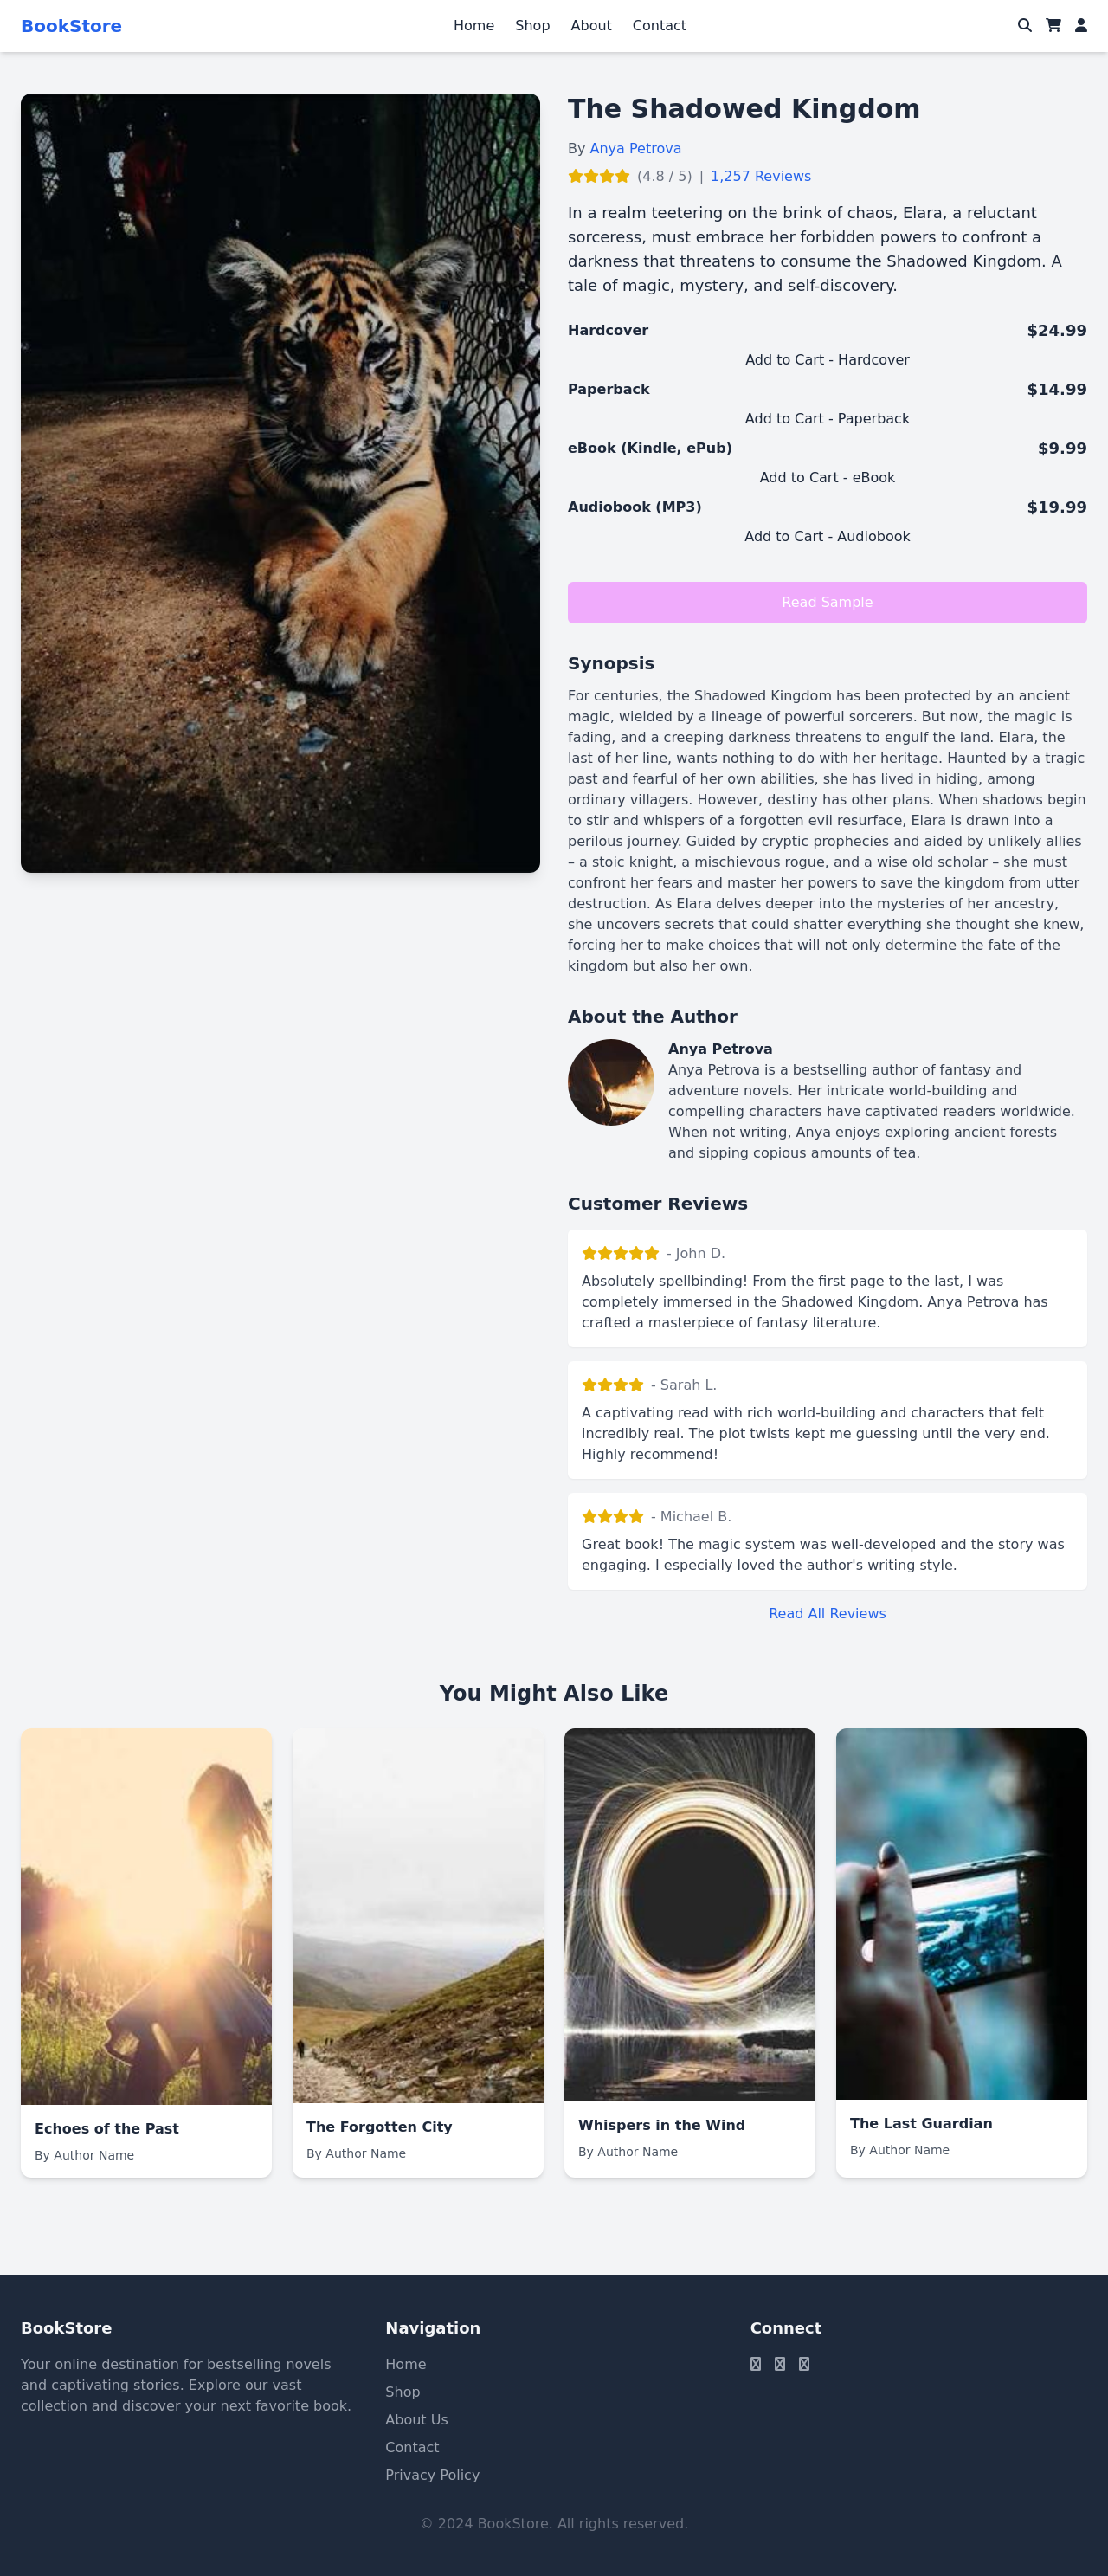 BookStore
Home
Shop
About
Contact
The Shadowed Kingdom
By Anya Petrova
(4.8 / 5) | 1,257 Reviews
In a realm teetering on the brink of chaos, Elara, a reluctant
sorceress, must embrace her forbidden powers to confront a
darkness that threatens to consume the Shadowed Kingdom. A
tale of magic, mystery, and self-discovery.
Hardcover $24.99
Add to Cart - Hardcover
Paperback $14.99
Add to Cart - Paperback
eBook (Kindle, ePub) $9.99
Add to Cart - eBook
Audiobook (MP3) $19.99
Add to Cart - Audiobook
Read Sample
Synopsis
For centuries, the Shadowed Kingdom has been protected by an ancient
magic, wielded by a lineage of powerful sorcerers. But now, the magic is
fading, and a creeping darkness threatens to engulf the land. Elara, the
last of her line, wants nothing to do with her heritage. Haunted by a tragic
past and fearful of her own abilities, she has lived in hiding, among
ordinary villagers. However, destiny has other plans. When shadows begin
to stir and whispers of a forgotten evil resurface, Elara is drawn into a
perilous journey. Guided by cryptic prophecies and aided by unlikely allies
– a stoic knight, a mischievous rogue, and a wise old scholar – she must
confront her fears and master her powers to save the kingdom from utter
destruction. As Elara delves deeper into the mysteries of her ancestry,
she uncovers secrets that could shatter everything she thought she knew,
forcing her to make choices that will not only determine the fate of the
kingdom but also her own.
About the Author
Anya Petrova
Anya Petrova is a bestselling author of fantasy and
adventure novels. Her intricate world-building and
compelling characters have captivated readers worldwide.
When not writing, Anya enjoys exploring ancient forests
and sipping copious amounts of tea.
Customer Reviews
- John D.
Absolutely spellbinding! From the first page to the last, I was
completely immersed in the Shadowed Kingdom. Anya Petrova has
crafted a masterpiece of fantasy literature.
- Sarah L.
A captivating read with rich world-building and characters that felt
incredibly real. The plot twists kept me guessing until the very end.
Highly recommend!
- Michael B.
Great book! The magic system was well-developed and the story was
engaging. I especially loved the author's writing style.
Read All Reviews
You Might Also Like
Echoes of the Past
By Author Name
The Forgotten City
By Author Name
Whispers in the Wind
By Author Name
The Last Guardian
By Author Name
BookStore
Your online destination for bestselling novels
and captivating stories. Explore our vast
collection and discover your next favorite book.
Navigation
Home
Shop
About Us
Contact
Privacy Policy
Connect
© 2024 BookStore. All rights reserved.